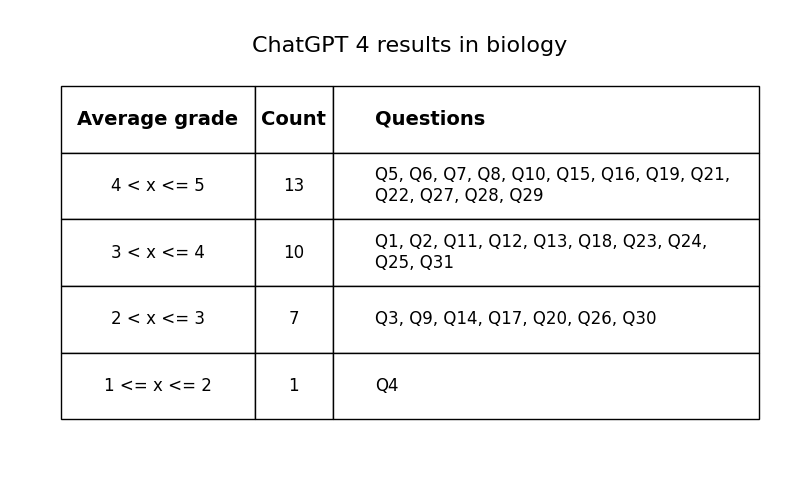 ChatGPT 4 results in biology
Average grade Count Questions
4 < x <= 5 13 Q5, Q6, Q7, Q8, Q10, Q15, Q16, Q19, Q21,
Q22, Q27, Q28, Q29
3 < x <= 4 10 Q1, Q2, Q11, Q12, Q13, Q18, Q23, Q24,
Q25, Q31
2 < x <= 3 7 Q3, Q9, Q14, Q17, Q20, Q26, Q30
1 <= x <= 2 1 Q4